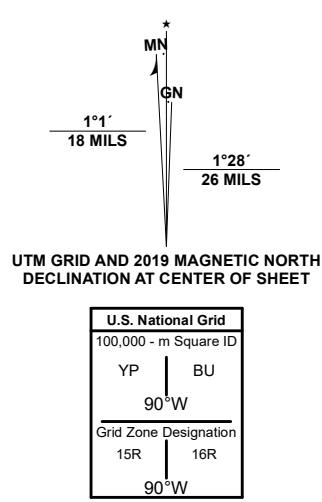 ★
MN
GN
1°1´
18 MILS
1°28´
26 MILS
UTM GRID AND 2019 MAGNETIC NORTH
DECLINATION AT CENTER OF SHEET
U.S. National Grid
100,000 - m Square ID
YP BU
90°W
Grid Zone Designation
15R 16R
90°W